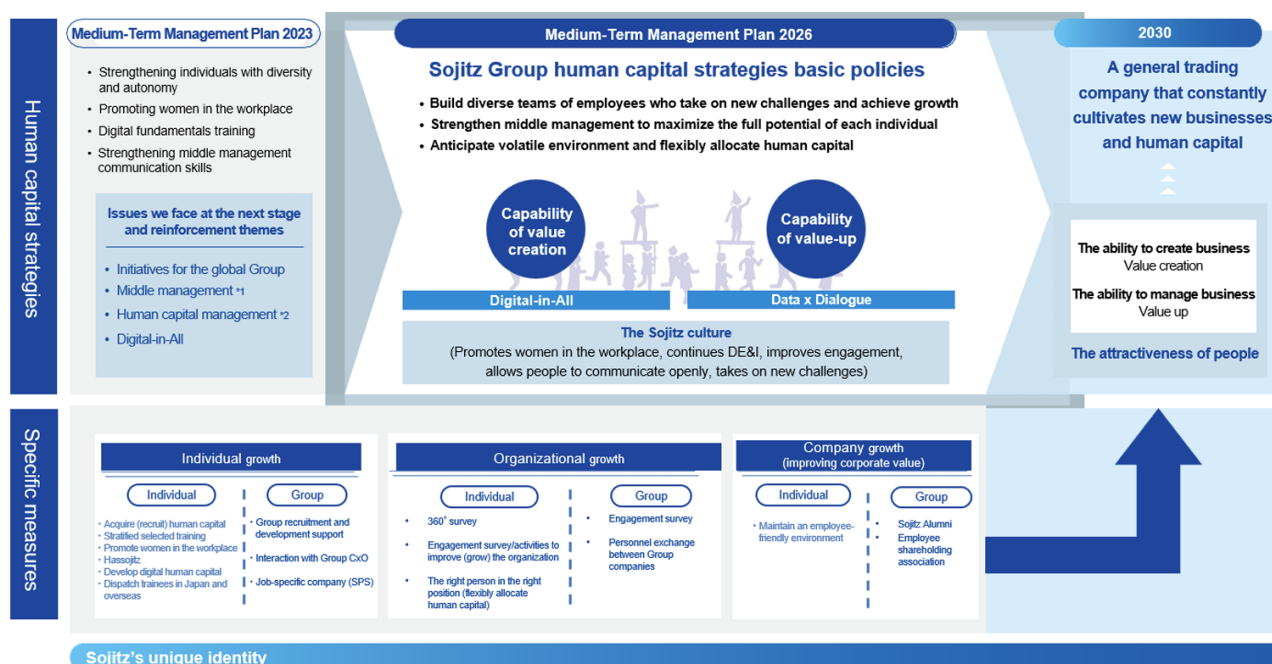 Human capital strategies
Medium-Term Management Plan 2023
• Strengthening individuals with diversity
and autonomy
• Promoting women in the workplace
• Digital fundamentals training
• Strengthening middle management
communication skills
Issues we face at the next stage
and reinforcement themes
• Initiatives for the global Group
• Middle management *1
• Human capital management *2
• Digital-in-All
Medium-Term Management Plan 2026
Sojitz Group human capital strategies basic policies
• Build diverse teams of employees who take on new challenges and achieve growth
• Strengthen middle management to maximize the full potential of each individual
• Anticipate volatile environment and flexibly allocate human capital
Capability
of value
creation
Capability
of value-up
Digital-in-All
Data x Dialogue
The Sojitz culture
(Promotes women in the workplace, continues DE&I, improves engagement,
allows people to communicate openly, takes on new challenges)
2030
A general trading
company that constantly
cultivates new businesses
and human capital
The ability to create business
Value creation
The ability to manage business
Value up
The attractiveness of people
Specific measures
Individual growth
Individual
・Acquire (recruit) human capital
・Stratified selected training
・Promote women in the workplace
・Hassojitz
・Develop digital human capital
・Dispatch trainees in Japan and
overseas
Group
・Group recruitment and
development support
・Interaction with Group CxO
・Job-specific company (SPS)
Organizational growth
Individual
• 360° survey
• Engagement survey/activities to
improve (grow) the organization
• The right person in the right
position (flexibly allocate
human capital)
Group
• Engagement survey
• Personnel exchange
between Group
companies
Company growth
(improving corporate value)
Individual
・Maintain an employee-
friendly environment
Group
• Sojitz Alumni
• Employee
shareholding
association
Sojitz's unique identity